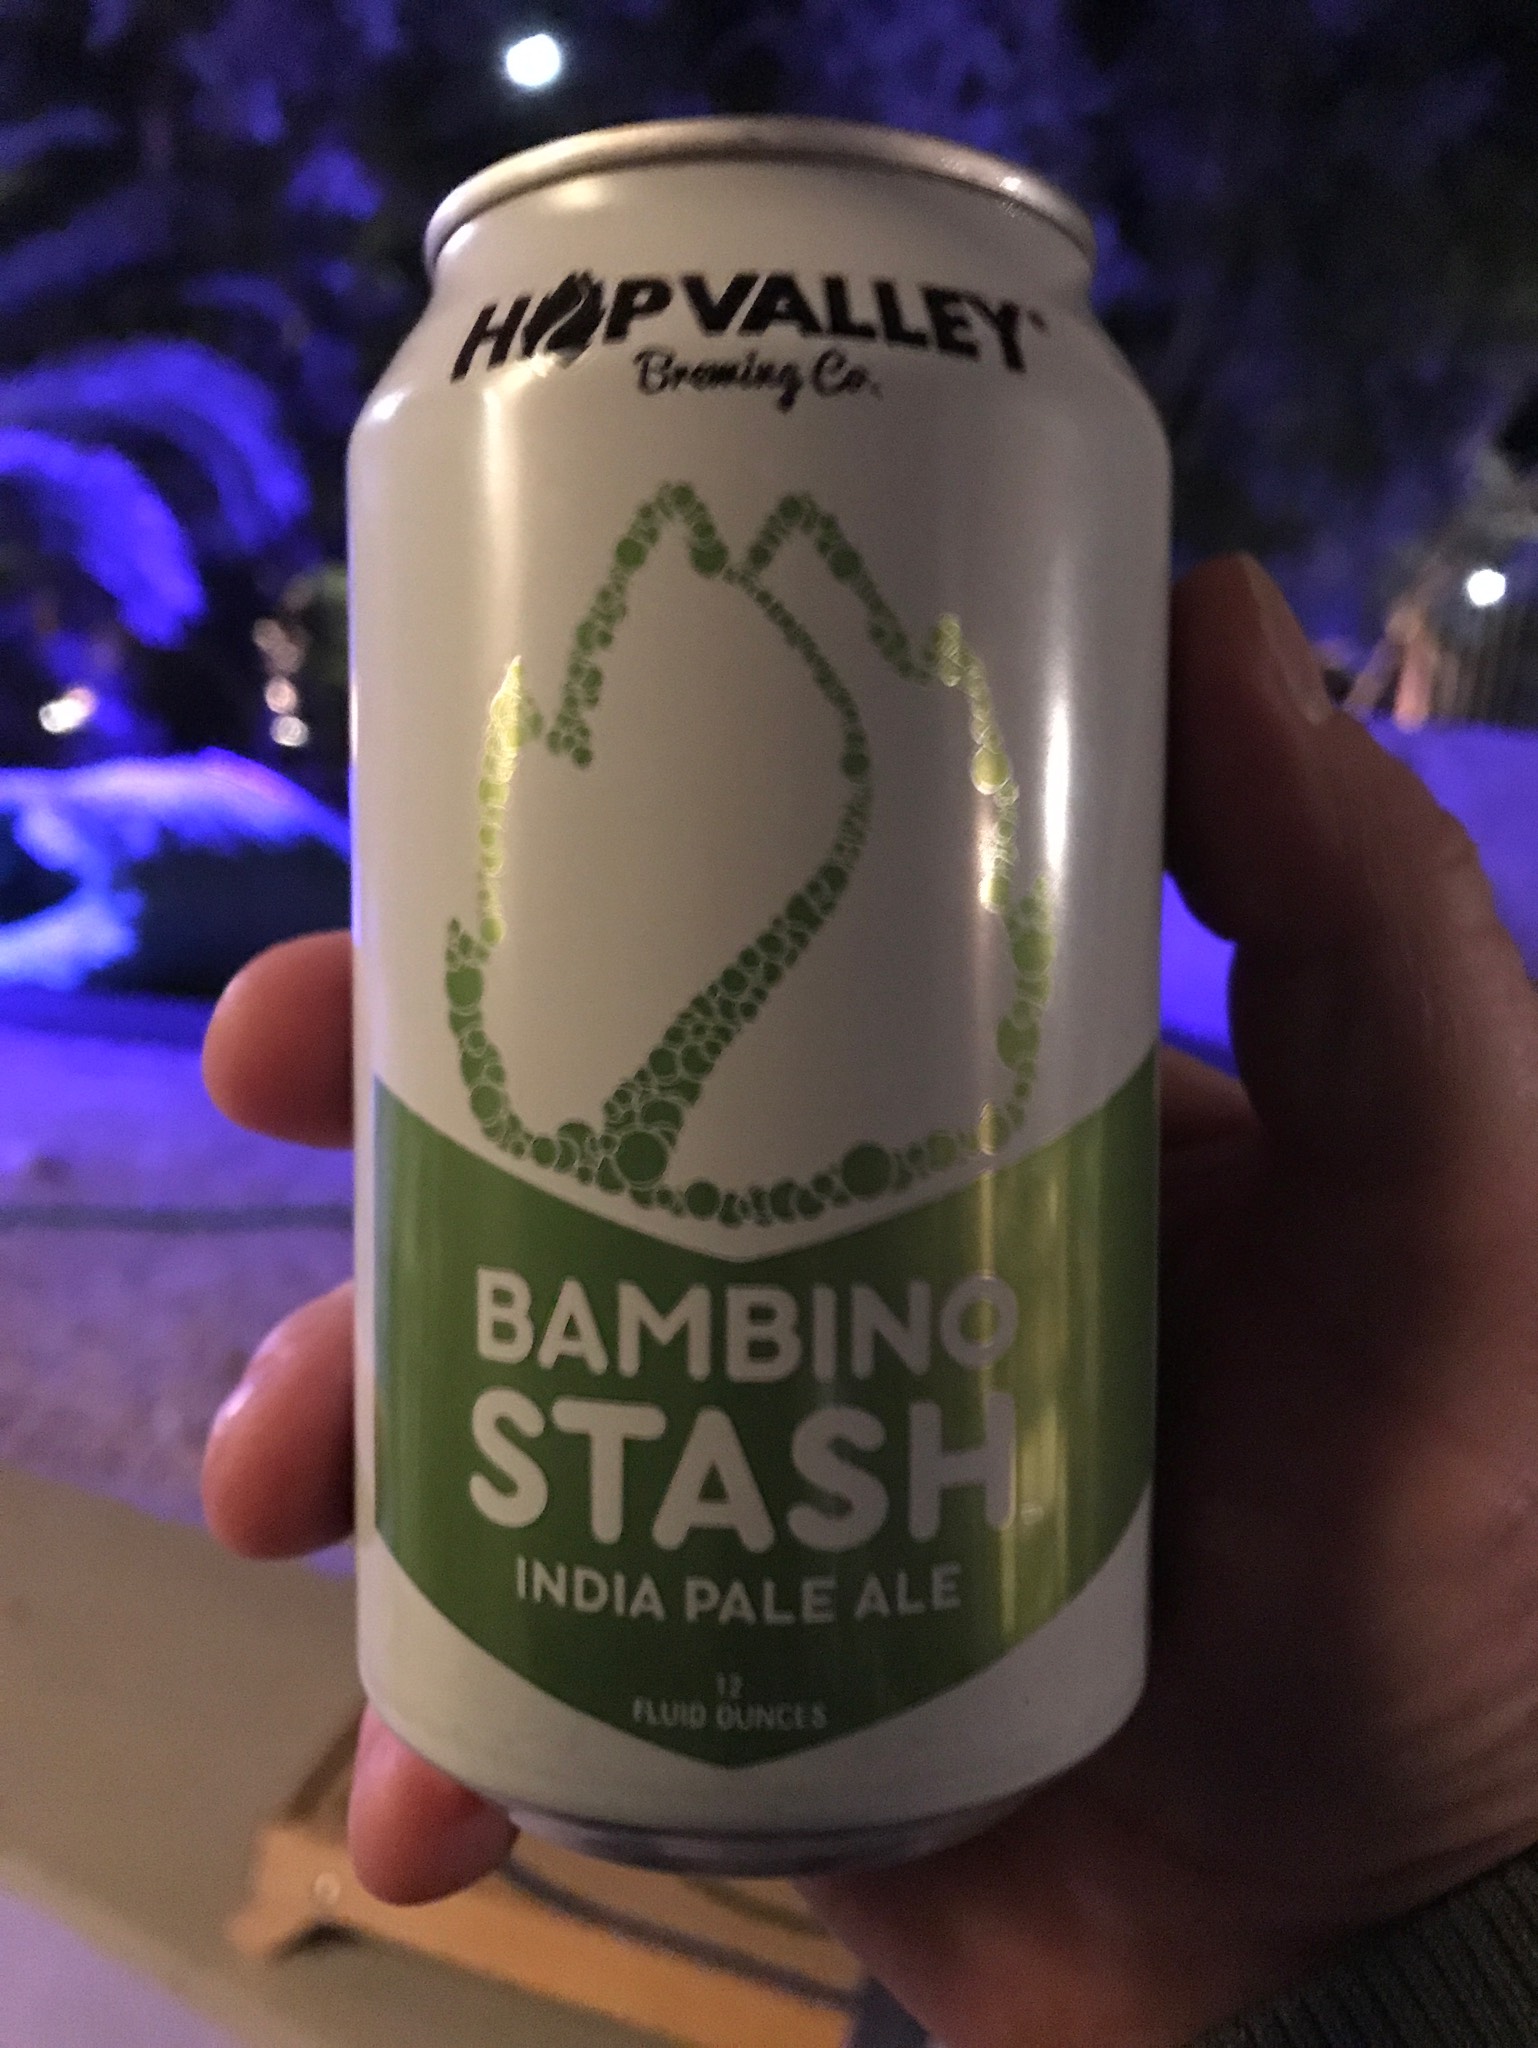 HOPVALLEY
Brewing Co.
BAMBINO
STASH
INDIA PALE ALE
12
FLUID OUNCES